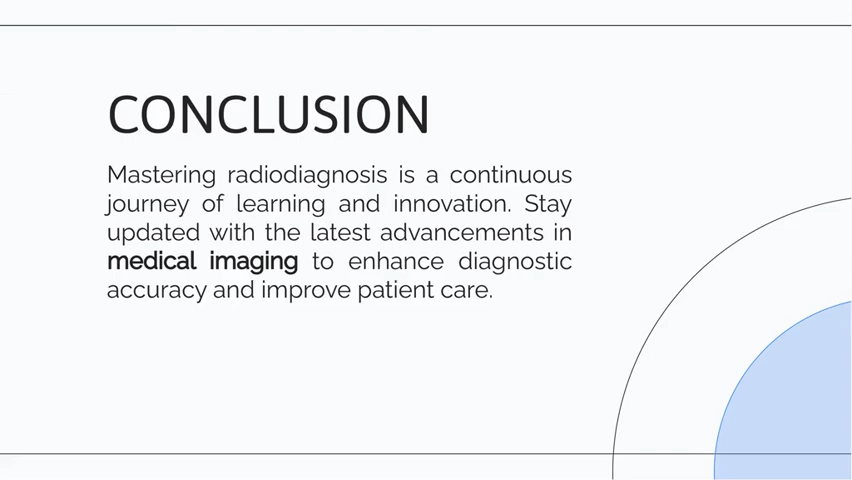 CONCLUSION
Mastering radiodiagnosis is a continuous
journey of learning and innovation. Stay
updated with the latest advancements in
medical imaging to enhance diagnostic
accuracy and improve patient care.